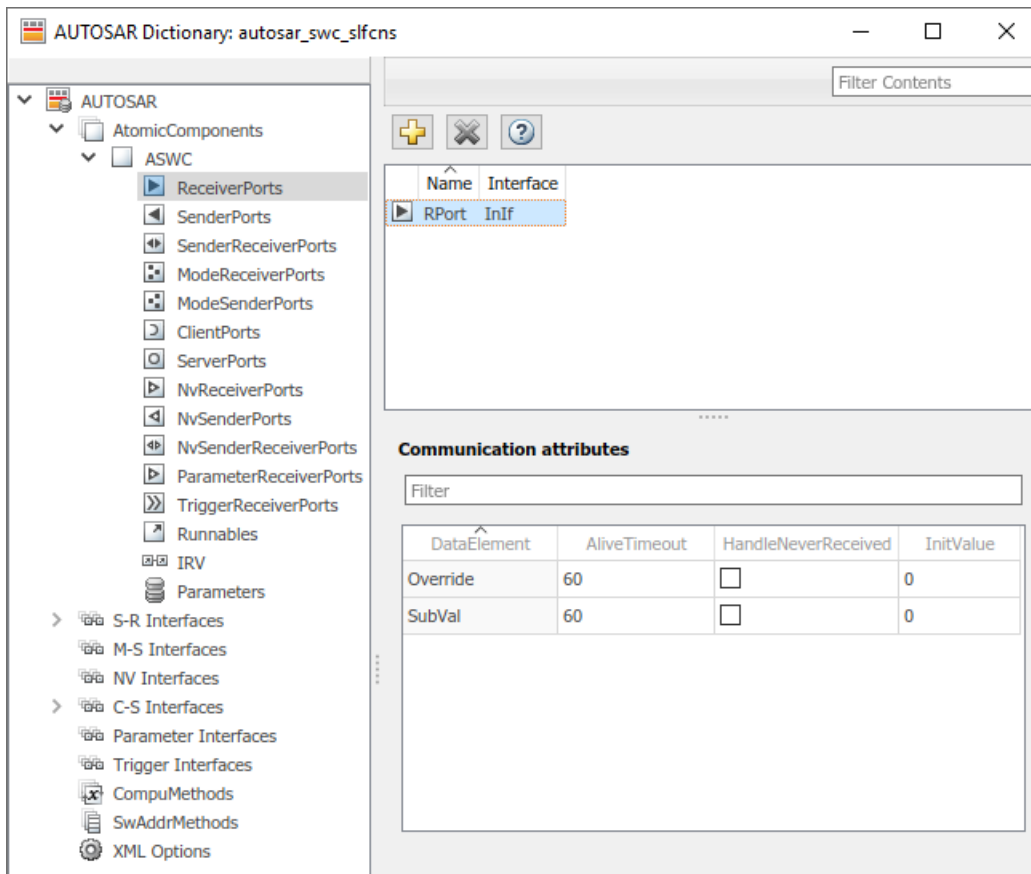 AUTOSAR Dictionary: autosar_swc_slfcns
Filter Contents
AUTOSAR
AtomicComponents
ASWC
ReceiverPorts
SenderPorts
SenderReceiverPorts
ModeReceiverPorts
ModeSenderPorts
ClientPorts
ServerPorts
NvReceiverPorts
NvSenderPorts
NvSenderReceiverPorts
ParameterReceiverPorts
TriggerReceiverPorts
Runnables
IRV
Parameters
S-R Interfaces
M-S Interfaces
NV Interfaces
C-S Interfaces
Parameter Interfaces
Trigger Interfaces
CompuMethods
SwAddrMethods
XML Options
Name Interface
RPort InIf
Communication attributes
Filter
DataElement AliveTimeout HandleNeverReceived InitValue
Override 60 0
SubVal 60 0